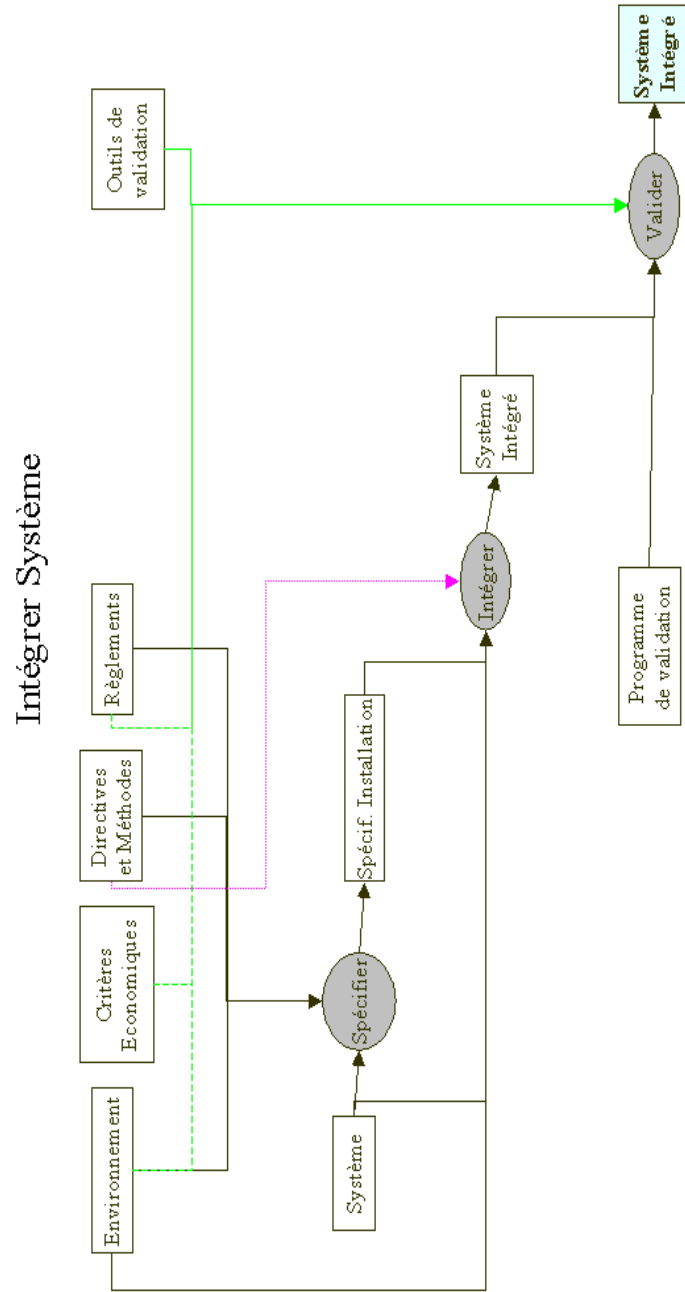 Intégrer Système
Environnement
Critères
Economiques
Directives
et Méthodes
Règlements
Outils de
validation
Système
Spécifier
Spécif. Installation
Intégrer
Système
Intégré
Programme
de validation
Valider
Système
Intégré